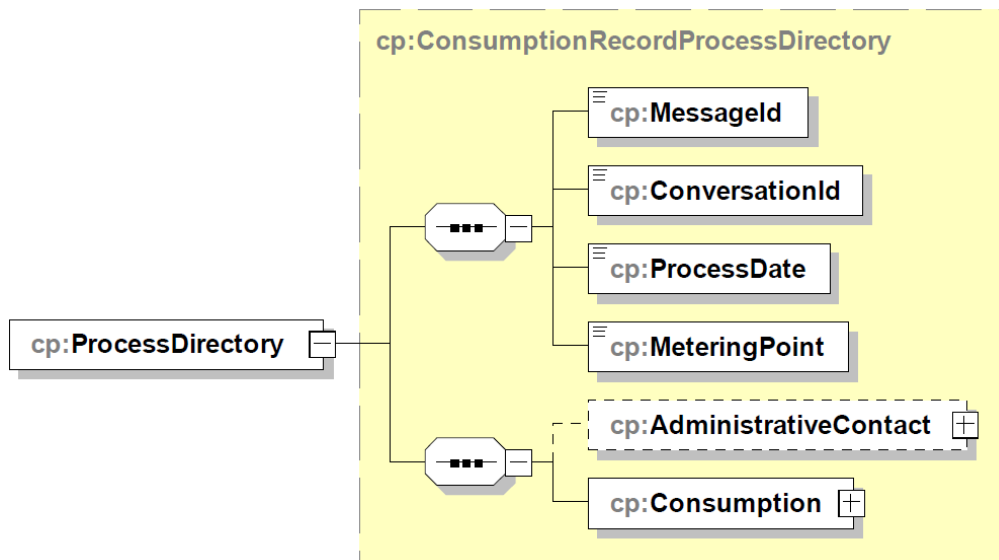 cp:ConsumptionRecordProcessDirectory
cp:MessageId
cp:ConversationId
cp:ProcessDate
cp:ProcessDirectory
cp:MeteringPoint
cp:AdministrativeContact
cp:Consumption